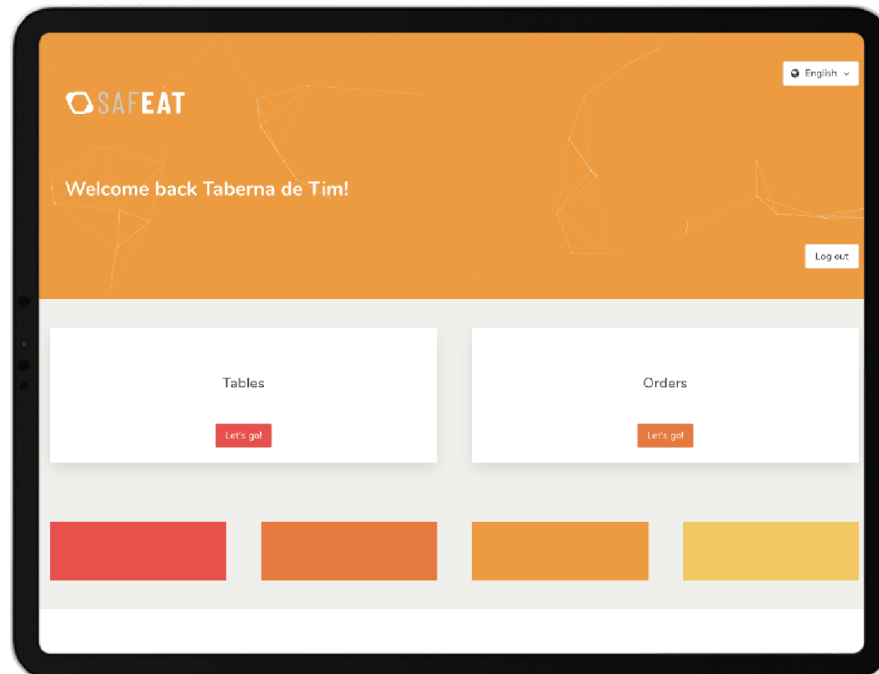 English
SAFEAT
Welcome back Taberna de Tim!
Log out
Tables
Orders
Let's go!
Let's go!